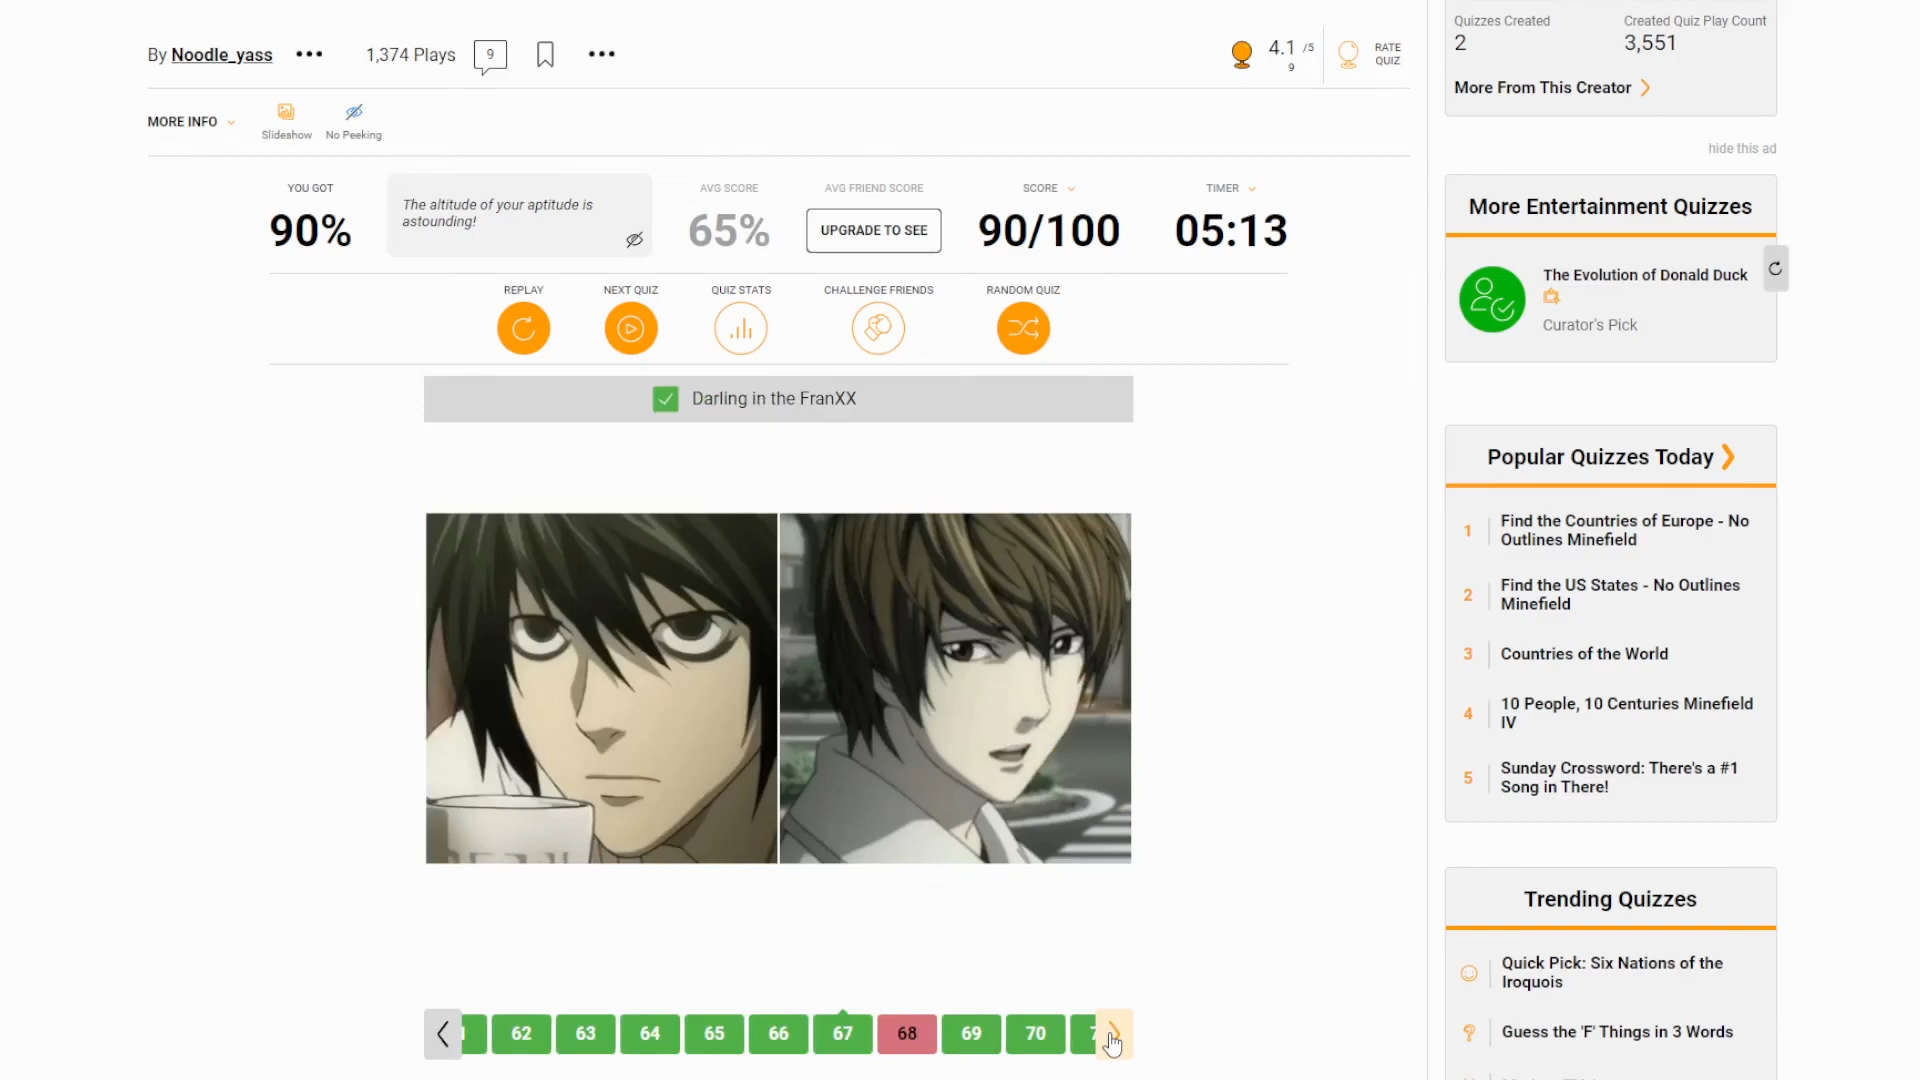 By Noodle_yass
1,374 Plays
9
4.1 /5
9
RATE
QUIZ
MORE INFO
Slideshow
No Peeking
YOU GOT
90%
The altitude of your aptitude is
astounding!
AVG SCORE
65%
AVG FRIEND SCORE
UPGRADE TO SEE
SCORE
90/100
TIMER
05:13
REPLAY
NEXT QUIZ
QUIZ STATS
CHALLENGE FRIENDS
RANDOM QUIZ
Darling in the FranXX
62 63 64 65 66 67 68 69 70
Quizzes Created
2
Created Quiz Play Count
3,551
More From This Creator
hide this ad
More Entertainment Quizzes
The Evolution of Donald Duck
Curator's Pick
Popular Quizzes Today
1 Find the Countries of Europe - No
Outlines Minefield
2 Find the US States - No Outlines
Minefield
3 Countries of the World
4 10 People, 10 Centuries Minefield
IV
5 Sunday Crossword: There's a #1
Song in There!
Trending Quizzes
Quick Pick: Six Nations of the
Iroquois
Guess the 'F' Things in 3 Words